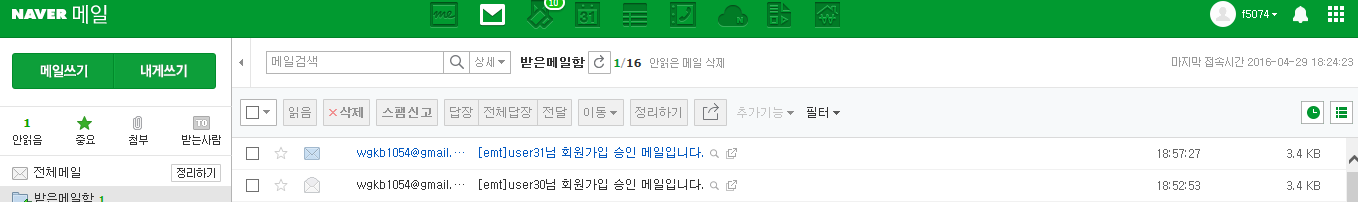 NAVER 메일
me 10 31 f5074
메일쓰기 내게쓰기
메일검색 상세 받은메일함 1/16 안읽은 메일 삭제 마지막 접속시간 2016-04-29 18:24:23
읽음 ×삭제 스팸신고 답장 전체답장 전달 이동 정리하기 추가기능 필터
1 TO
안읽음 중요 첨부 받는사람
wgkb1054@gmail. … [emt]user31님 회원가입 승인 메일입니다. 18:57:27 3.4 KB
전체메일 정리하기
wgkb1054@gmail. … [emt]user30님 회원가입 승인 메일입니다. 18:52:53 3.4 KB
받은메일함 1